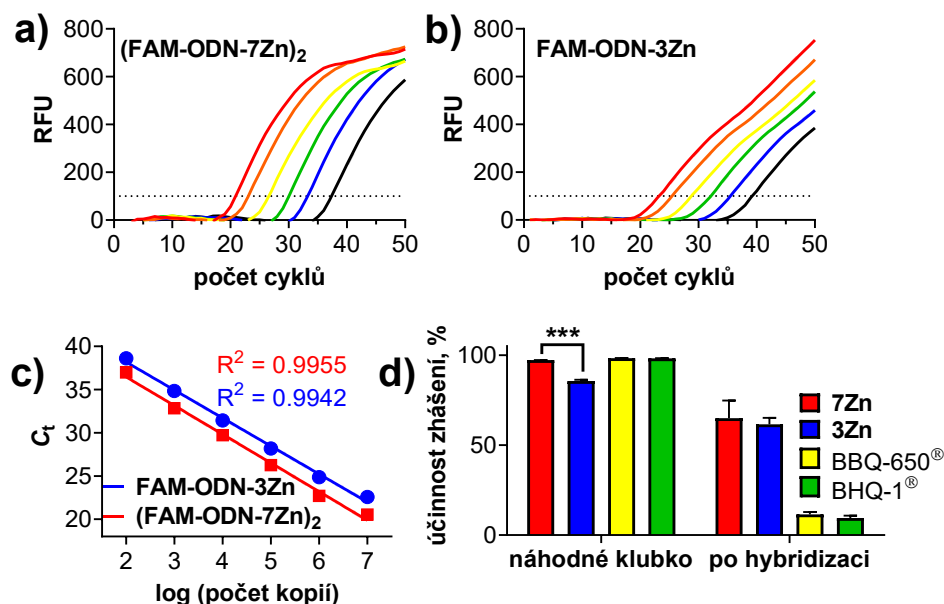 a)
(FAM-ODN-7Zn)₂
RFU
800
600
400
200
0
0 10 20 30 40 50
počet cyklů
b)
FAM-ODN-3Zn
RFU
800
600
400
200
0
0 10 20 30 40 50
počet cyklů
c)
R² = 0.9955
R² = 0.9942
Cₜ
40
35
30
25
20
FAM-ODN-3Zn
(FAM-ODN-7Zn)₂
2 3 4 5 6 7
log (počet kopií)
d)
účinnost zhášení, %
100
50
0
***
7Zn
3Zn
BBQ-650®
BHQ-1®
náhodné klubko po hybridizaci